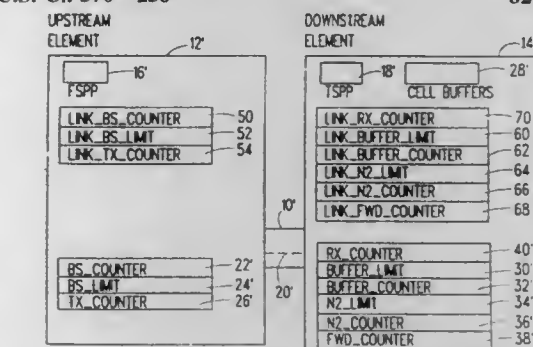 UPSTREAM
ELEMENT
12'
16'
FSPP
LINK_BS_COUNTER 50
LINK_BS_LIMIT 52
LINK_TX_COUNTER 54
BS_COUNTER 22'
BS_LIMIT 24'
TX_COUNTER 26'
10'
20'
DOWNSTREAM
ELEMENT
14
18'
28'
TSPP CELL BUFFERS
LINK_RX_COUNTER 70
LINK_BUFFER_LIMIT 60
LINK_BUFFER_COUNTER 62
LINK_N2_LIMIT 64
LINK_N2_COUNTER 66
LINK_FWD_COUNTER 68
RX_COUNTER 40'
BUFFER_LIMIT 30'
BUFFER_COUNTER 32'
N2_LIMIT 34'
N2_COUNTER 36'
FWD_COUNTER 38'